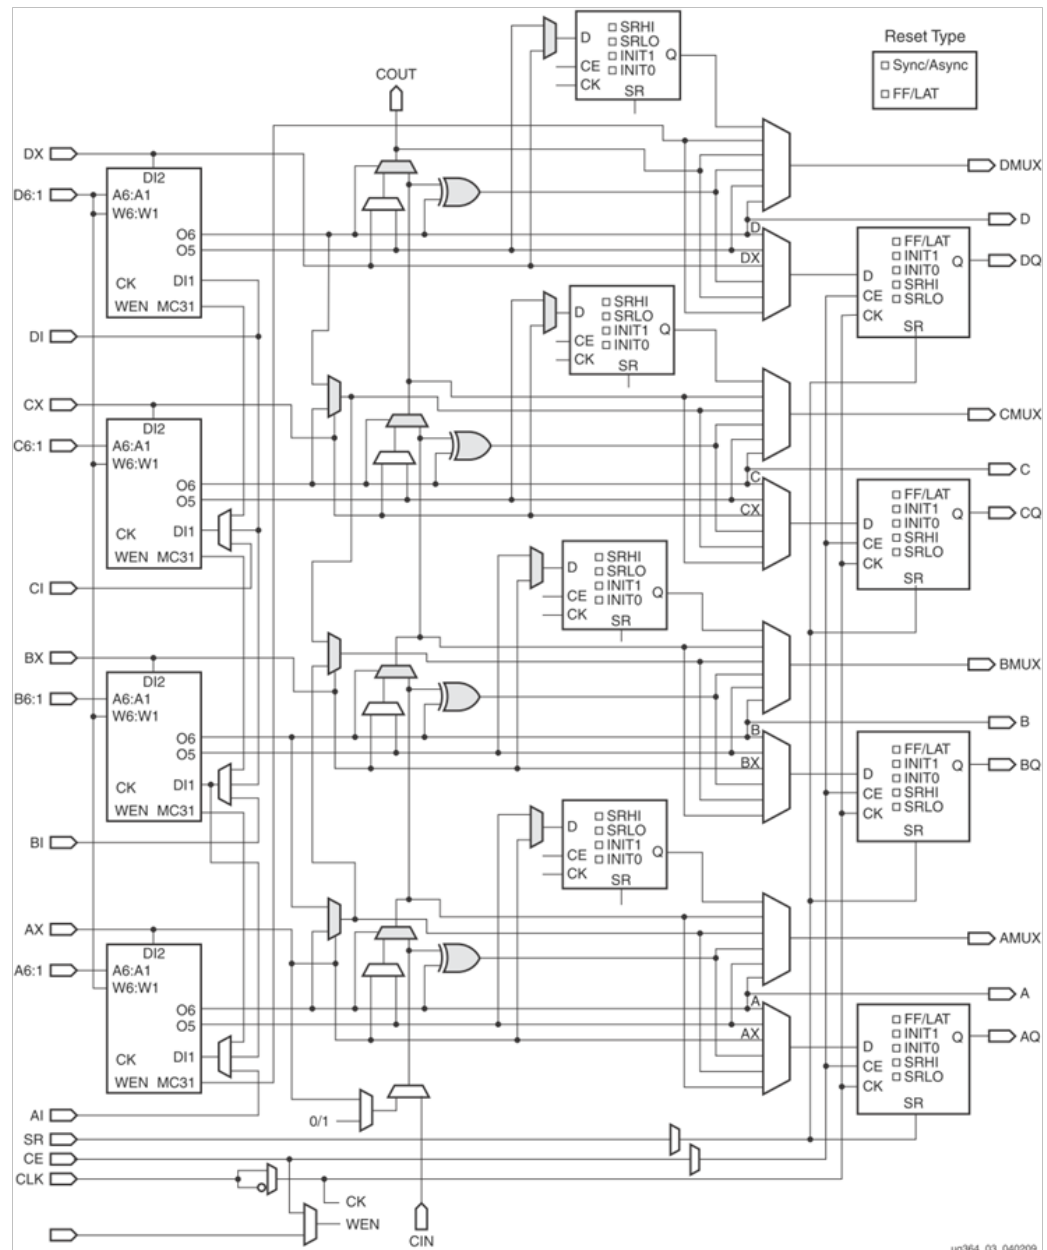 SRHI
D
SRLO
INIT1
Q
CE
INIT0
CK
SR
Reset Type
Sync/Async
FF/LAT
COUT
DX
DI2
D6:1
A6:A1
W6:W1
O6
O5
CK
DI1
WEN MC31
DMUX
D
D
DX
FF/LAT
INIT1
Q
INIT0
D
SRHI
CE
SRLO
CK
SR
DQ
DI
SRHI
D
SRLO
INIT1
Q
CE
INIT0
CK
SR
CX
DI2
C6:1
A6:A1
W6:W1
O6
O5
CK
DI1
WEN MC31
CMUX
C
C
CX
FF/LAT
INIT1
Q
INIT0
D
SRHI
CE
SRLO
CK
SR
CQ
CI
SRHI
D
SRLO
INIT1
Q
CE
INIT0
CK
SR
BX
DI2
B6:1
A6:A1
W6:W1
O6
O5
CK
DI1
WEN MC31
BMUX
B
B
BX
FF/LAT
INIT1
Q
INIT0
D
SRHI
CE
SRLO
CK
SR
BQ
BI
SRHI
D
SRLO
INIT1
Q
CE
INIT0
CK
SR
AX
DI2
A6:1
A6:A1
W6:W1
O6
O5
CK
DI1
WEN MC31
AMUX
A
A
AX
FF/LAT
INIT1
Q
INIT0
D
SRHI
CE
SRLO
CK
SR
AQ
AI
0/1
SR
CE
CLK
CK
WEN
CIN
ug364_03_040209